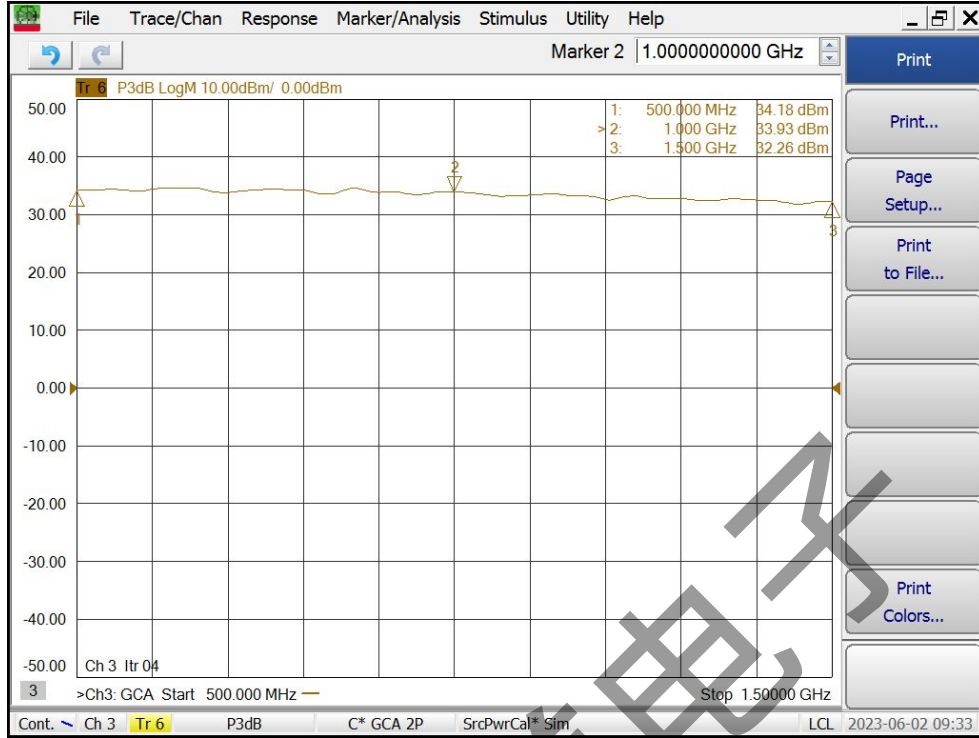 File Trace/Chan Response Marker/Analysis Stimulus Utility Help
Marker 2 1.0000000000 GHz
Tr 6 P3dB LogM 10.00dBm/ 0.00dBm
1: 500.000 MHz 34.18 dBm
> 2: 1.000 GHz 33.93 dBm
3: 1.500 GHz 32.26 dBm
50.00
40.00
30.00
20.00
10.00
0.00
-10.00
-20.00
-30.00
-40.00
-50.00
1
2
3
Ch 3 Itr 04
3 >Ch3: GCA Start 500.000 MHz Stop 1.50000 GHz
Cont. Ch 3 Tr 6 P3dB C* GCA 2P SrcPwrCal* Sim LCL 2023-06-02 09:33
Print
Print...
Page
Setup...
Print
to File...
Print
Colors...
电子